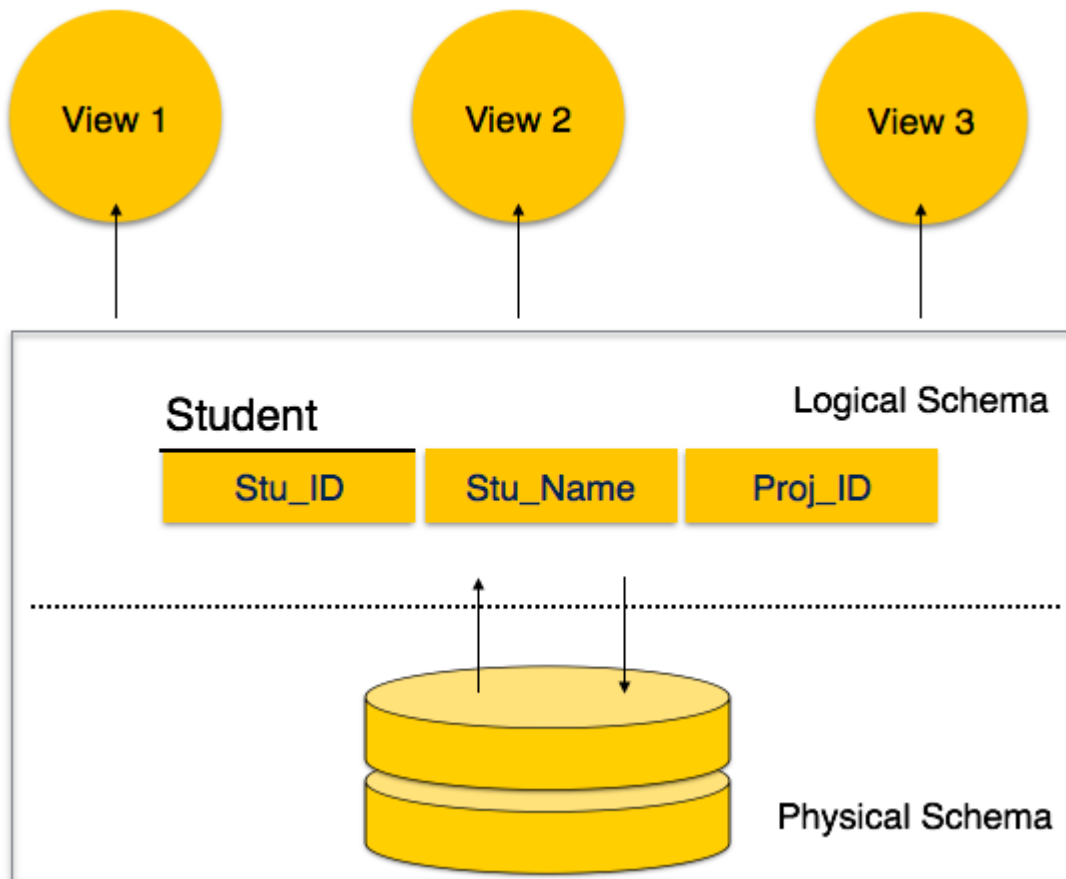 View 1
View 2
View 3
Logical Schema
Student
Stu_ID
Stu_Name
Proj_ID
Physical Schema